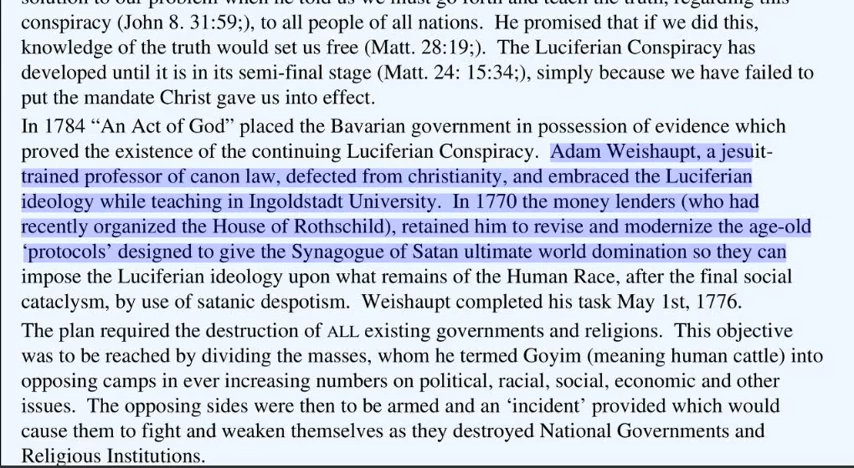 solution to our problem when he told us we must go forth and teach the truth, regarding this
conspiracy (John 8. 31:59;), to all people of all nations. He promised that if we did this,
knowledge of the truth would set us free (Matt. 28:19;). The Luciferian Conspiracy has
developed until it is in its semi-final stage (Matt. 24: 15:34;), simply because we have failed to
put the mandate Christ gave us into effect.
In 1784 “An Act of God” placed the Bavarian government in possession of evidence which
proved the existence of the continuing Luciferian Conspiracy. Adam Weishaupt, a jesuit-
trained professor of canon law, defected from christianity, and embraced the Luciferian
ideology while teaching in Ingoldstadt University. In 1770 the money lenders (who had
recently organized the House of Rothschild), retained him to revise and modernize the age-old
‘protocols’ designed to give the Synagogue of Satan ultimate world domination so they can
impose the Luciferian ideology upon what remains of the Human Race, after the final social
cataclysm, by use of satanic despotism. Weishaupt completed his task May 1st, 1776.
The plan required the destruction of ALL existing governments and religions. This objective
was to be reached by dividing the masses, whom he termed Goyim (meaning human cattle) into
opposing camps in ever increasing numbers on political, racial, social, economic and other
issues. The opposing sides were then to be armed and an ‘incident’ provided which would
cause them to fight and weaken themselves as they destroyed National Governments and
Religious Institutions.